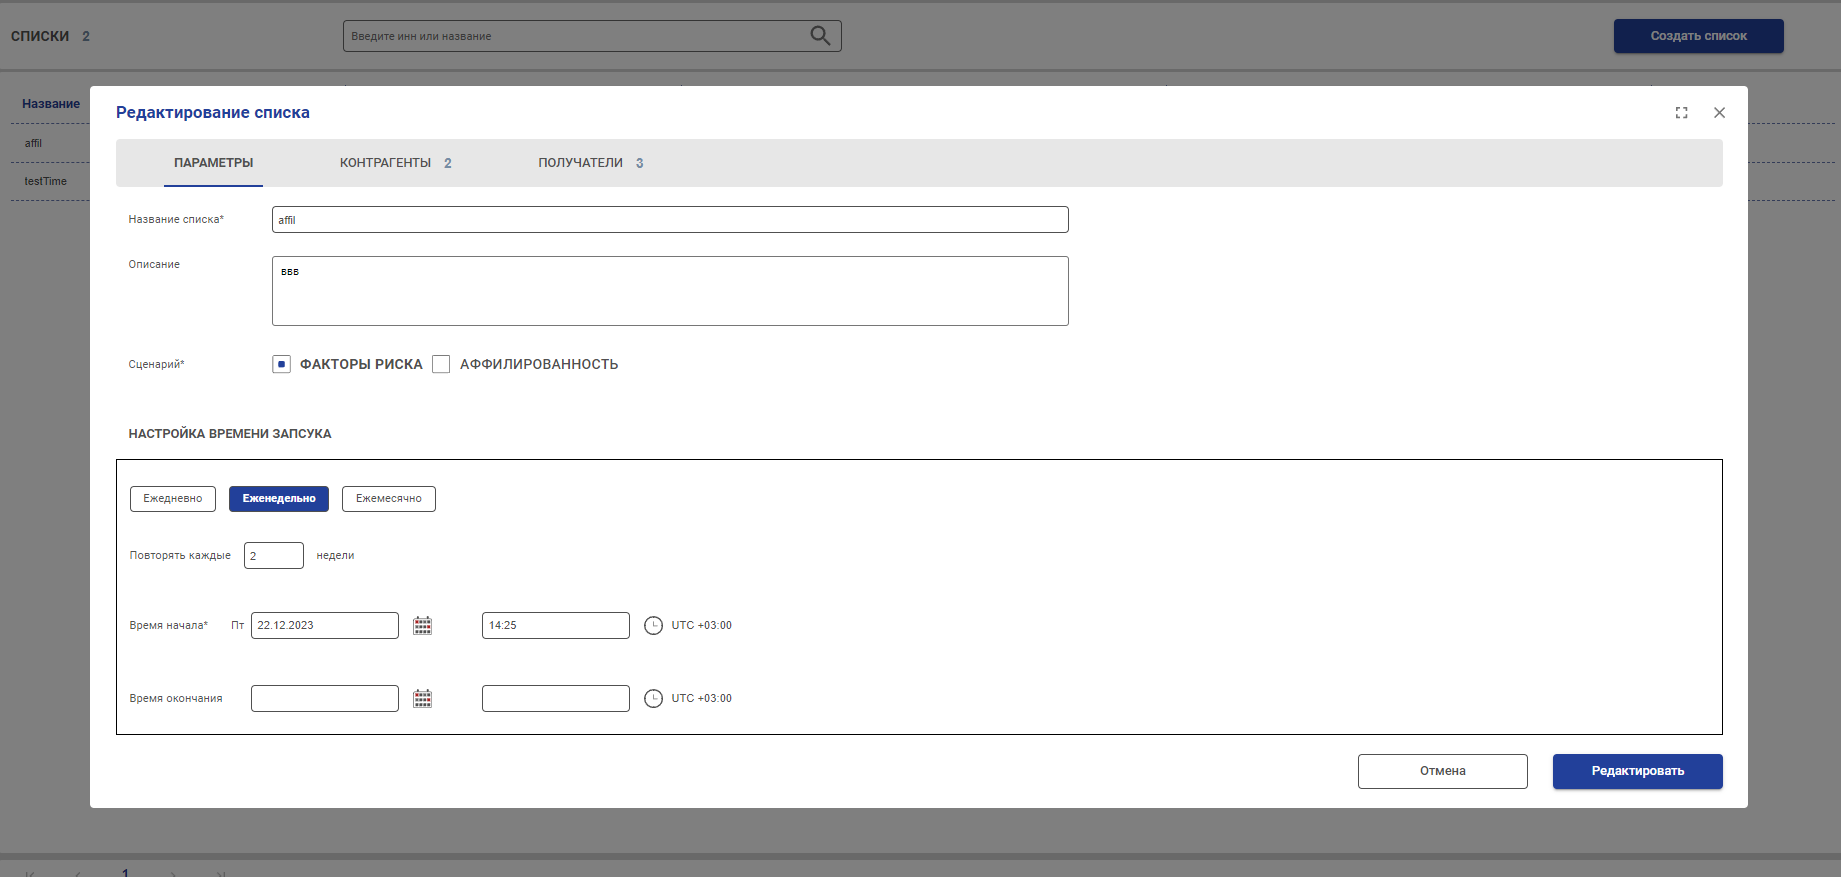 СПИСКИ 2
Введите инн или название
Создать список
Название
affil
testTime
Редактирование списка
ПАРАМЕТРЫ
КОНТРАГЕНТЫ 2
ПОЛУЧАТЕЛИ 3
Название списка*
affil
Описание
ввв
Сценарий*
ФАКТОРЫ РИСКА
АФФИЛИРОВАННОСТЬ
НАСТРОЙКА ВРЕМЕНИ ЗАПСУКА
Ежедневно
Еженедельно
Ежемесячно
Повторять каждые 2 недели
Время начала* Пт 22.12.2023 14:25 UTC +03:00
Время окончания UTC +03:00
Отмена
Редактировать
1